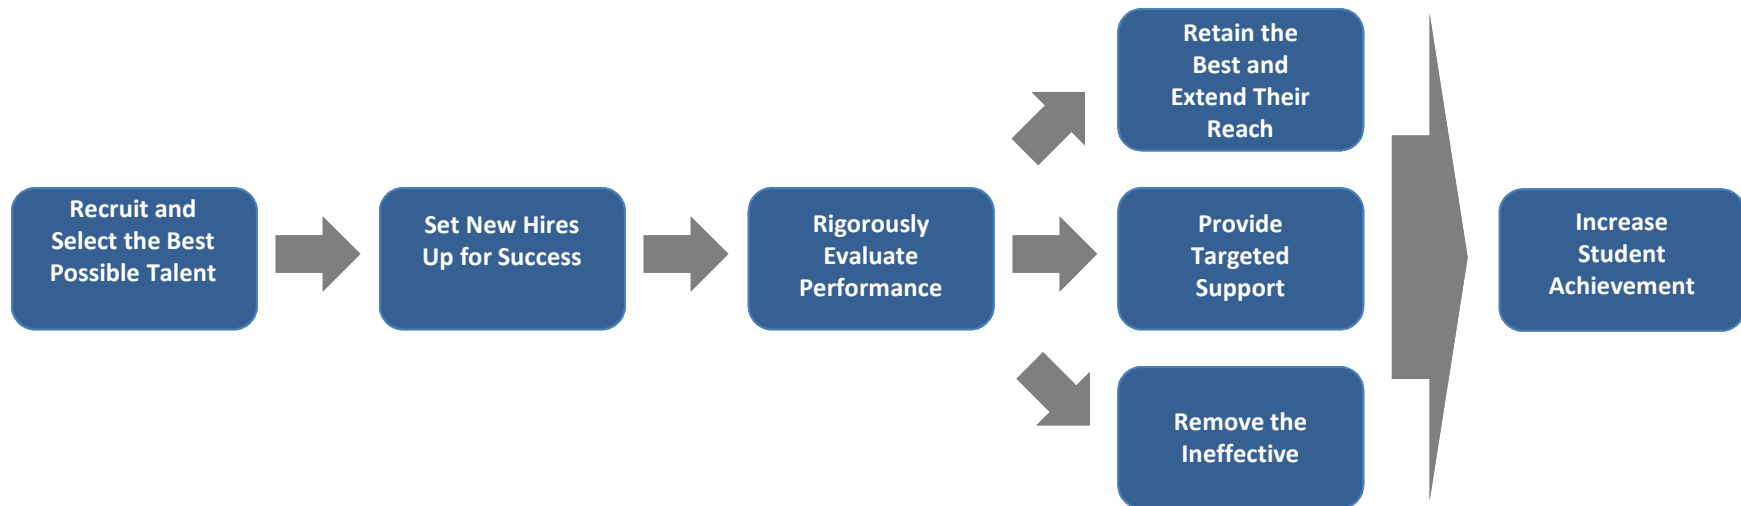 Recruit and
Select the Best
Possible Talent
Set New Hires
Up for Success
Rigorously
Evaluate
Performance
Retain the
Best and
Extend Their
Reach
Provide
Targeted
Support
Remove the
Ineffective
Increase
Student
Achievement